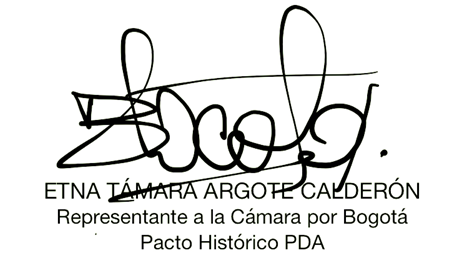 ETNA TÁMARA ARGOTE CALDERÓN
Representante a la Cámara por Bogotá
Pacto Histórico PDA